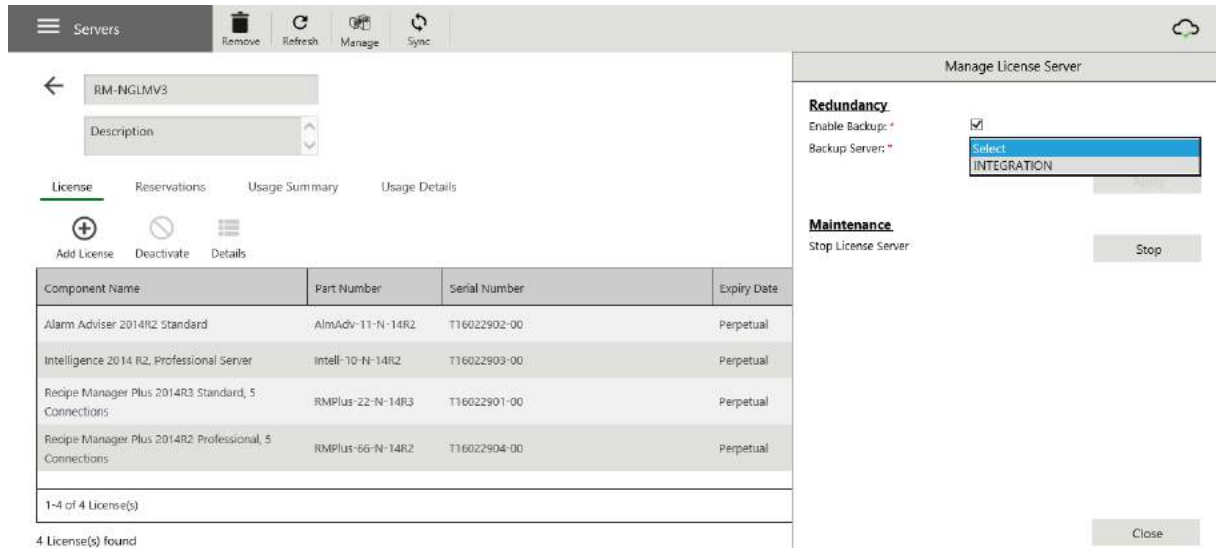 Servers
Remove
Refresh
Manage
Sync
Manage License Server
RM-NGLMV3
Description
Redundancy
Enable Backup: *
Backup Server: *
Select
INTEGRATION
Apply
License
Reservations
Usage Summary
Usage Details
Add License
Deactivate
Details
Maintenance
Stop License Server
Stop
Component Name Part Number Serial Number Expiry Date
Alarm Adviser 2014R2 Standard AlmAdv-11-N-14R2 T16022902-00 Perpetual
Intelligence 2014 R2, Professional Server Intell-10-N-14R2 T16022903-00 Perpetual
Recipe Manager Plus 2014R3 Standard, 5
Connections RMPlus-22-N-14R3 T16022901-00 Perpetual
Recipe Manager Plus 2014R2 Professional, 5
Connections RMPlus-66-N-14R2 T16022904-00 Perpetual
1-4 of 4 License(s)
4 License(s) found
Close